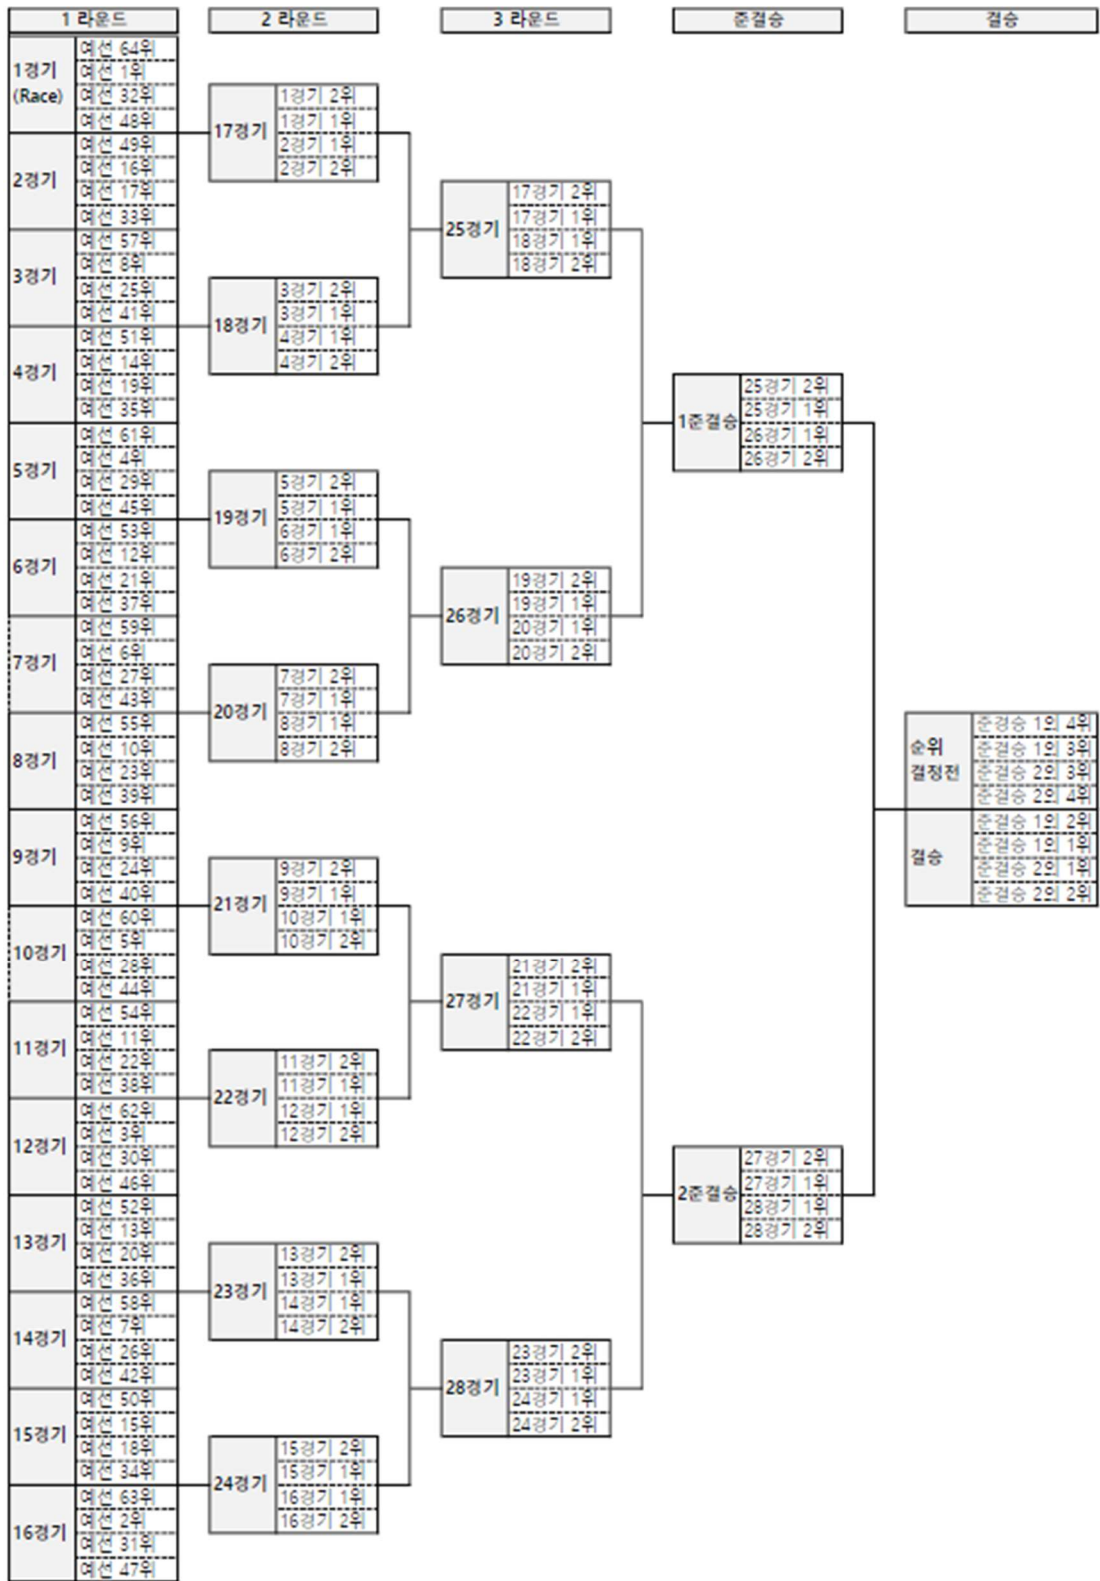 1 라운드
2 라운드
3 라운드
준결승
결승
1경기
(Race)
예선 64위
예선 1위
예선 32위
예선 48위
2경기
예선 49위
예선 16위
예선 17위
예선 33위
3경기
예선 57위
예선 8위
예선 25위
예선 41위
4경기
예선 51위
예선 14위
예선 19위
예선 35위
5경기
예선 61위
예선 4위
예선 29위
예선 45위
6경기
예선 53위
예선 12위
예선 21위
예선 37위
7경기
예선 59위
예선 6위
예선 27위
예선 43위
8경기
예선 55위
예선 10위
예선 23위
예선 39위
9경기
예선 56위
예선 9위
예선 24위
예선 40위
10경기
예선 60위
예선 5위
예선 28위
예선 44위
11경기
예선 54위
예선 11위
예선 22위
예선 38위
12경기
예선 62위
예선 3위
예선 30위
예선 46위
13경기
예선 52위
예선 13위
예선 20위
예선 36위
14경기
예선 58위
예선 7위
예선 26위
예선 42위
15경기
예선 50위
예선 15위
예선 18위
예선 34위
16경기
예선 63위
예선 2위
예선 31위
예선 47위
17경기
1경기 2위
1경기 1위
2경기 1위
2경기 2위
18경기
3경기 2위
3경기 1위
4경기 1위
4경기 2위
19경기
5경기 2위
5경기 1위
6경기 1위
6경기 2위
20경기
7경기 2위
7경기 1위
8경기 1위
8경기 2위
21경기
9경기 2위
9경기 1위
10경기 1위
10경기 2위
22경기
11경기 2위
11경기 1위
12경기 1위
12경기 2위
23경기
13경기 2위
13경기 1위
14경기 1위
14경기 2위
24경기
15경기 2위
15경기 1위
16경기 1위
16경기 2위
25경기
17경기 2위
17경기 1위
18경기 1위
18경기 2위
26경기
19경기 2위
19경기 1위
20경기 1위
20경기 2위
27경기
21경기 2위
21경기 1위
22경기 1위
22경기 2위
28경기
23경기 2위
23경기 1위
24경기 1위
24경기 2위
1준결승
25경기 2위
25경기 1위
26경기 1위
26경기 2위
2준결승
27경기 2위
27경기 1위
28경기 1위
28경기 2위
순위
결정전
준경승 1의 4위
준결승 1의 3위
준결승 2의 3위
준결승 2의 4위
결승
준결승 1의 2위
준결승 1의 1위
준결승 2의 1위
준결승 2의 2위